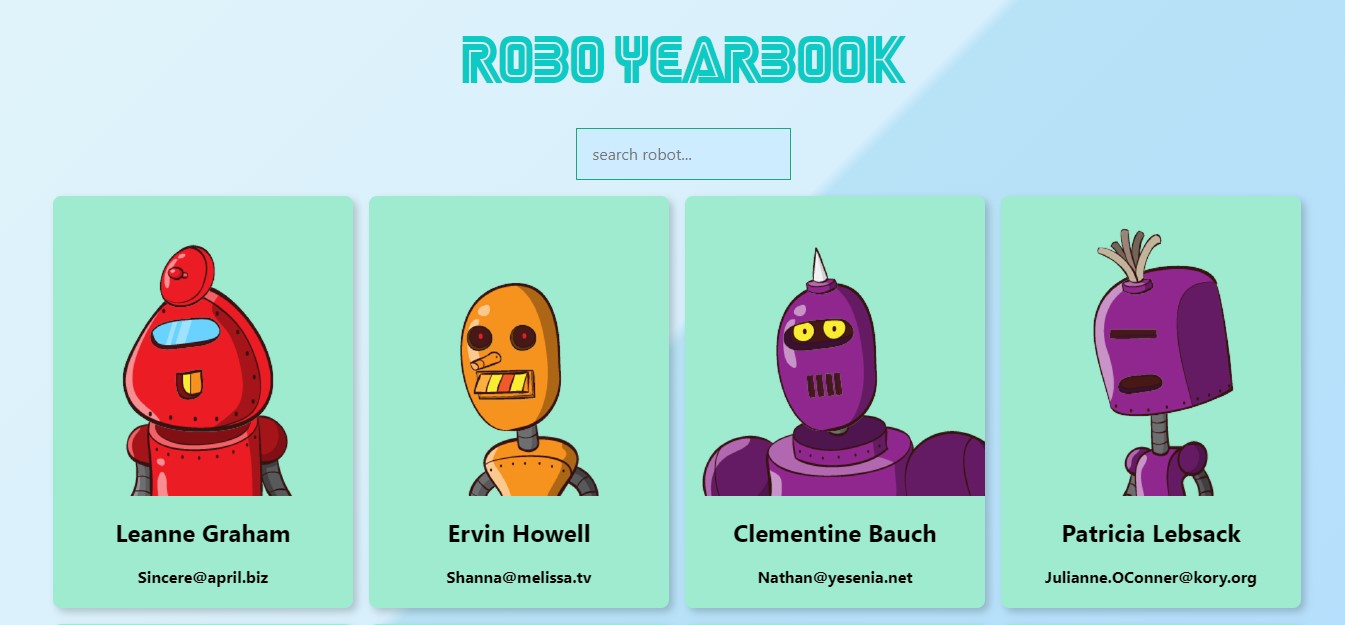 ROBO YEARBOOK
search robot...
Leanne Graham
Sincere@april.biz
Ervin Howell
Shanna@melissa.tv
Clementine Bauch
Nathan@yesenia.net
Patricia Lebsack
Julianne.OConner@kory.org